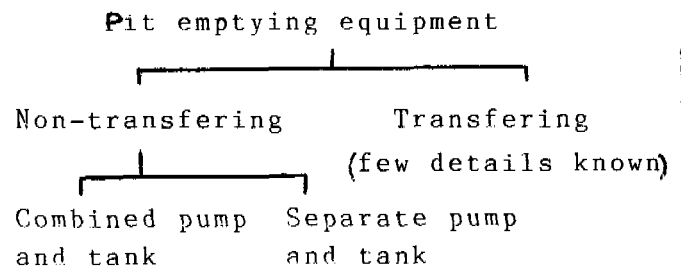 Pit emptying equipment
Non-transfering Transfering
(few details known)
Combined pump Separate pump
and tank and tank